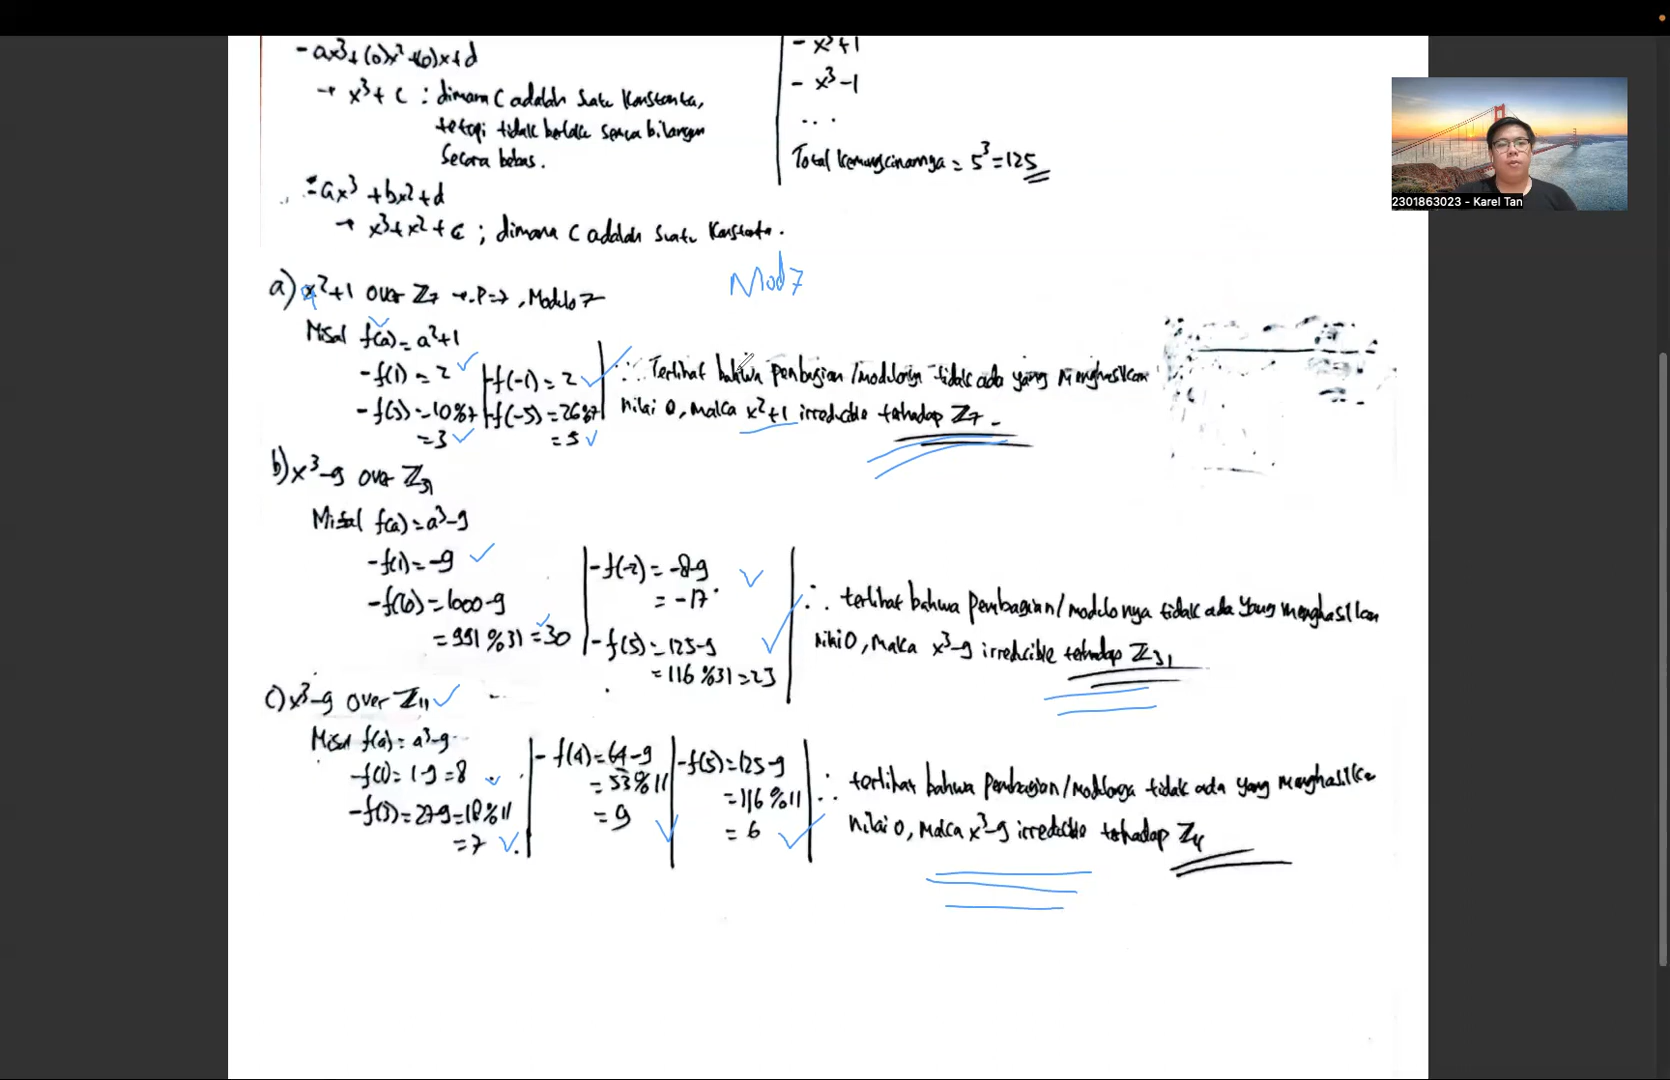 - ax³+(0)x²+(0)x+d
→ x³+ c : dimana C adalah suatu konstanta,
tetapi tidak berlaku semua bilangan
secara bebas.
- ax³ +bx²+d
→ x³+x²+c ; dimana C adalah suatu konstanta.
- x³+1
- x³-1
...
Total kemungkinannya = 5³=125
2301863023 - Karel Tan
Mod 7
a) x²+1 over Z₇ → P=7, Modulo 7
Misal f(a)= a²+1
-f(1) = 2
-f(3) = 10%7
=3
-f(-1) = 2
-f(-5) = 26%7
= 5
∴ Terlihat bahwa pembagian/modulonya tidak ada yang menghasilkan
nilai 0, maka x²+1 irreducible terhadap Z₇
b) x³-9 over Z₃₁
Misal f(a)=a³-9
-f(1)=-9
-f(10)=1000-9
= 991%31=30
-f(-2)= -8-9
= -17
-f(5)=125-9
=116%31=23
∴ terlihat bahwa pembagian/modulonya tidak ada yang menghasilkan
nilai 0, maka x³-9 irreducible terhadap Z₃₁
c) x³-9 over Z₁₁
Misal f(a)= a³-9
-f(1)= 1-9=8
-f(3)=27-9=18%11
=7
- f(4)=64-9
= 53%11
= 9
-f(5)=125-9
=116%11
= 6
∴ terlihat bahwa pembagian/modulonya tidak ada yang menghasilka
nilai 0, maka x³-9 irreducible terhadap Z₁₁